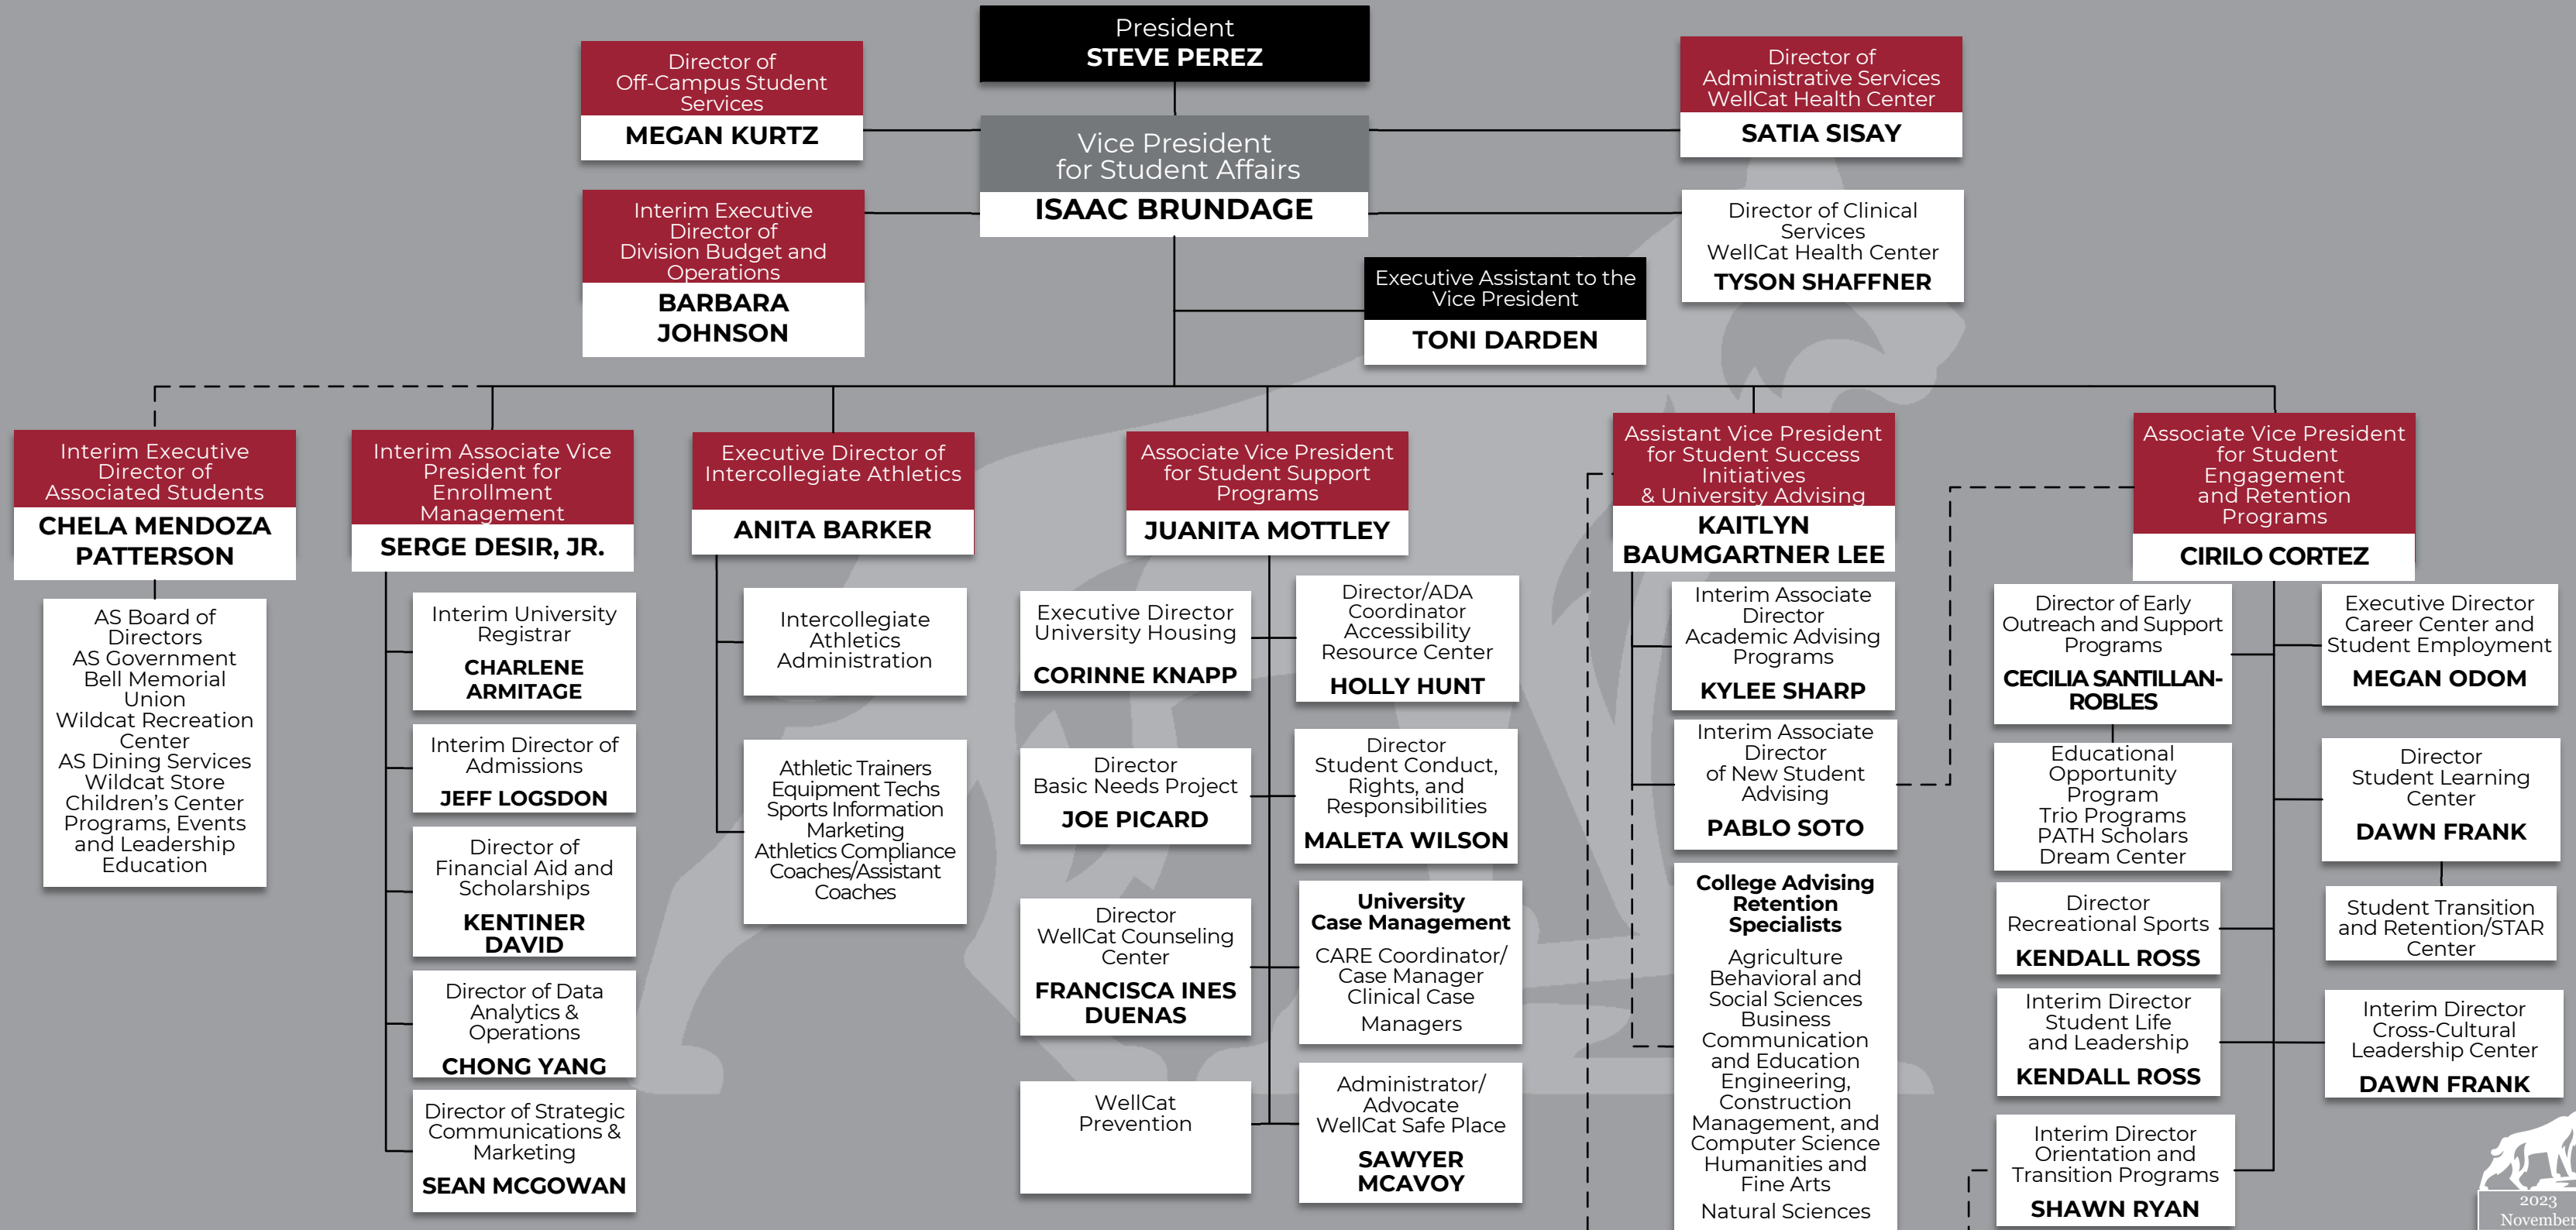 President
STEVE PEREZ
Director of
Off-Campus Student
Services
MEGAN KURTZ
Director of
Administrative Services
WellCat Health Center
SATIA SISAY
Vice President
for Student Affairs
ISAAC BRUNDAGE
Interim Executive
Director of
Division Budget and
Operations
BARBARA
JOHNSON
Director of Clinical
Services
WellCat Health Center
TYSON SHAFFNER
Executive Assistant to the
Vice President
TONI DARDEN
Interim Executive
Director of
Associated Students
CHELA MENDOZA
PATTERSON
AS Board of
Directors
AS Government
Bell Memorial
Union
Wildcat Recreation
Center
AS Dining Services
Wildcat Store
Children's Center
Programs, Events
and Leadership
Education
Interim Associate Vice
President for
Enrollment
Management
SERGE DESIR, JR.
Interim University
Registrar
CHARLENE
ARMITAGE
Interim Director of
Admissions
JEFF LOGSDON
Director of
Financial Aid and
Scholarships
KENTINER
DAVID
Director of Data
Analytics &
Operations
CHONG YANG
Director of Strategic
Communications &
Marketing
SEAN MCGOWAN
Executive Director of
Intercollegiate Athletics
ANITA BARKER
Intercollegiate
Athletics
Administration
Athletic Trainers
Equipment Techs
Sports Information
Marketing
Athletics Compliance
Coaches/Assistant
Coaches
Associate Vice President
for Student Support
Programs
JUANITA MOTTLEY
Executive Director
University Housing
CORINNE KNAPP
Director/ADA
Coordinator
Accessibility
Resource Center
HOLLY HUNT
Director
Basic Needs Project
JOE PICARD
Director
Student Conduct,
Rights, and
Responsibilities
MALETA WILSON
Director
WellCat Counseling
Center
FRANCISCA INES
DUENAS
University
Case Management
CARE Coordinator/
Case Manager
Clinical Case
Managers
WellCat
Prevention
Administrator/
Advocate
WellCat Safe Place
SAWYER
MCAVOY
Assistant Vice President
for Student Success
Initiatives
& University Advising
KAITLYN
BAUMGARTNER LEE
Interim Associate
Director
Academic Advising
Programs
KYLEE SHARP
Interim Associate
Director
of New Student
Advising
PABLO SOTO
College Advising
Retention
Specialists
Agriculture
Behavioral and
Social Sciences
Business
Communication
and Education
Engineering,
Construction
Management, and
Computer Science
Humanities and
Fine Arts
Natural Sciences
Associate Vice President
for Student
Engagement
and Retention
Programs
CIRILO CORTEZ
Director of Early
Outreach and Support
Programs
CECILIA SANTILLAN-
ROBLES
Educational
Opportunity
Program
Trio Programs
PATH Scholars
Dream Center
Director
Recreational Sports
KENDALL ROSS
Interim Director
Student Life
and Leadership
KENDALL ROSS
Interim Director
Orientation and
Transition Programs
SHAWN RYAN
Executive Director
Career Center and
Student Employment
MEGAN ODOM
Director
Student Learning
Center
DAWN FRANK
Student Transition
and Retention/STAR
Center
Interim Director
Cross-Cultural
Leadership Center
DAWN FRANK
2023
November